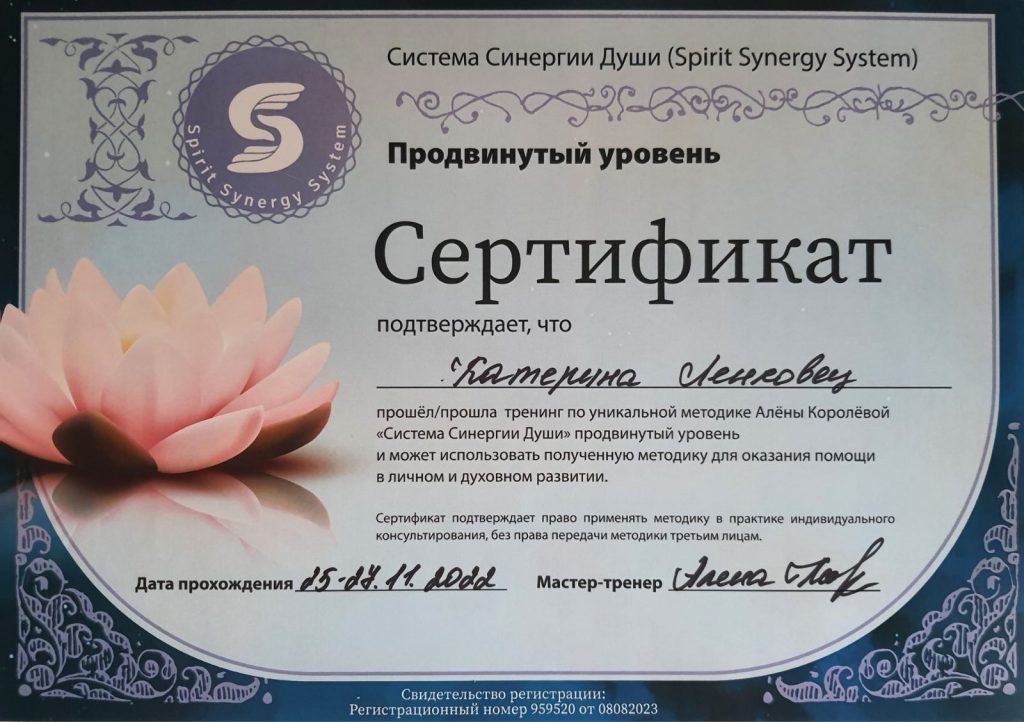 Система Синергии Души (Spirit Synergy System)
Spirit Synergy System
Продвинутый уровень
Сертификат
подтверждает, что
Катерина Ленковец
прошёл/прошла тренинг по уникальной методике Алёны Королёвой
«Система Синергии Души» продвинутый уровень
и может использовать полученную методику для оказания помощи
в личном и духовном развитии.
Сертификат подтверждает право применять методику в практике индивидуального
консультирования, без права передачи методики третьим лицам.
Дата прохождения 25-27.11.2022 Мастер-тренер Алена Кор
Свидетельство регистрации:
Регистрационный номер 959520 от 08082023